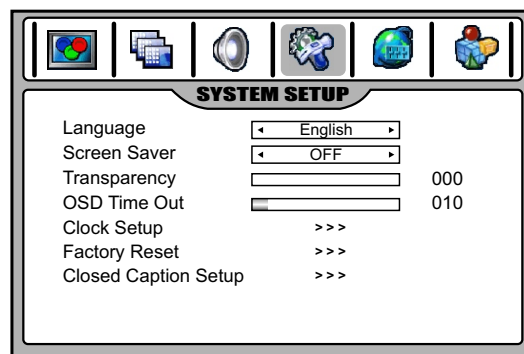 SYSTEM SETUP
Language English
Screen Saver OFF
Transparency 000
OSD Time Out 010
Clock Setup >>>
Factory Reset >>>
Closed Caption Setup >>>